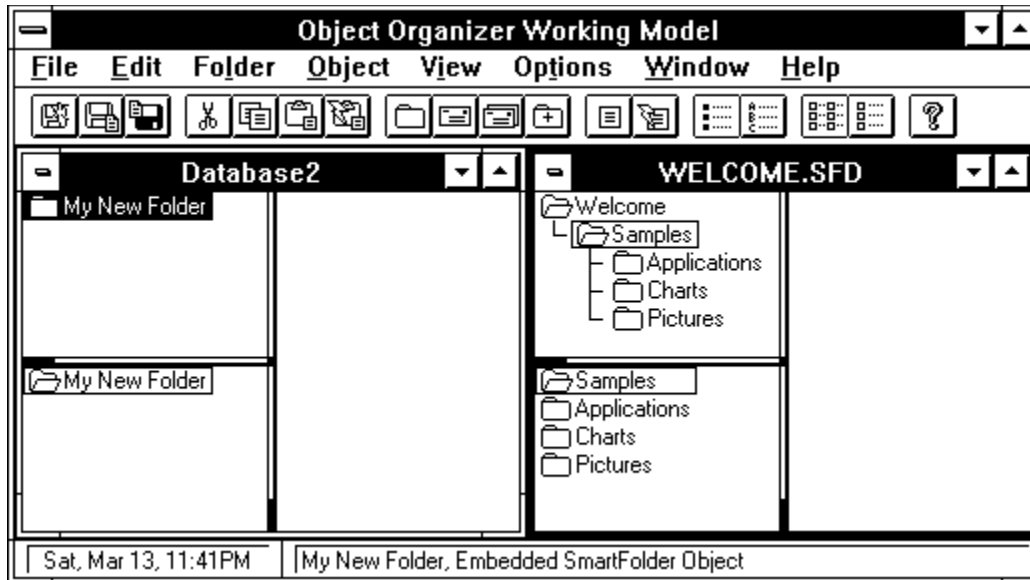 Object Organizer Working Model
File Edit Folder Object View Options Window Help
Database2
My New Folder
My New Folder
WELCOME.SFD
Welcome
Samples
Applications
Charts
Pictures
Samples
Applications
Charts
Pictures
Sat, Mar 13, 11:41PM
My New Folder, Embedded SmartFolder Object